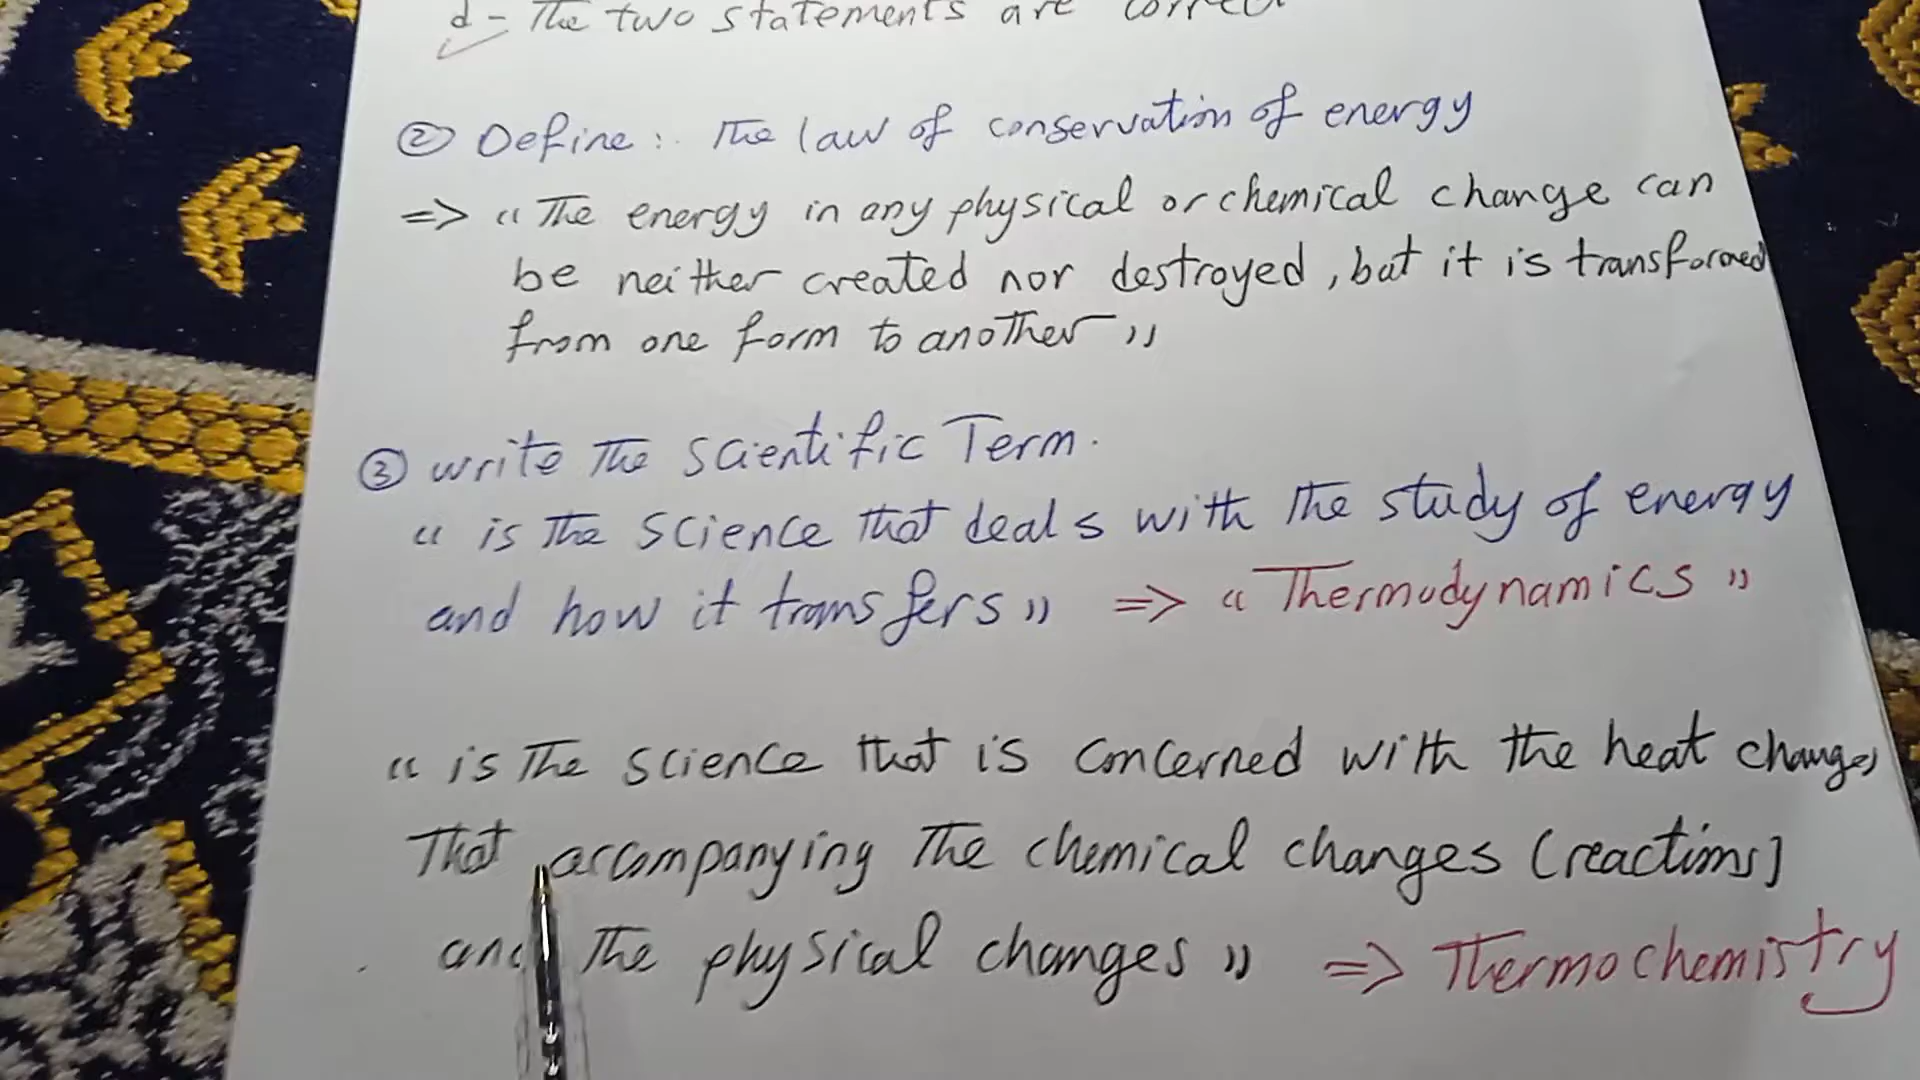 d - The two statements are correct
② Define: The law of conservation of energy
=> “ The energy in any physical or chemical change can
be neither created nor destroyed, but it is transformed
from one form to another ”
③ write The scientific Term.
“ is The science that deals with the study of energy
and how it transfers ” => “ Thermodynamics ”
“ is The science that is concerned with the heat changes
That accompanying The chemical changes (reactions)
and The physical changes ” => Thermochemistry